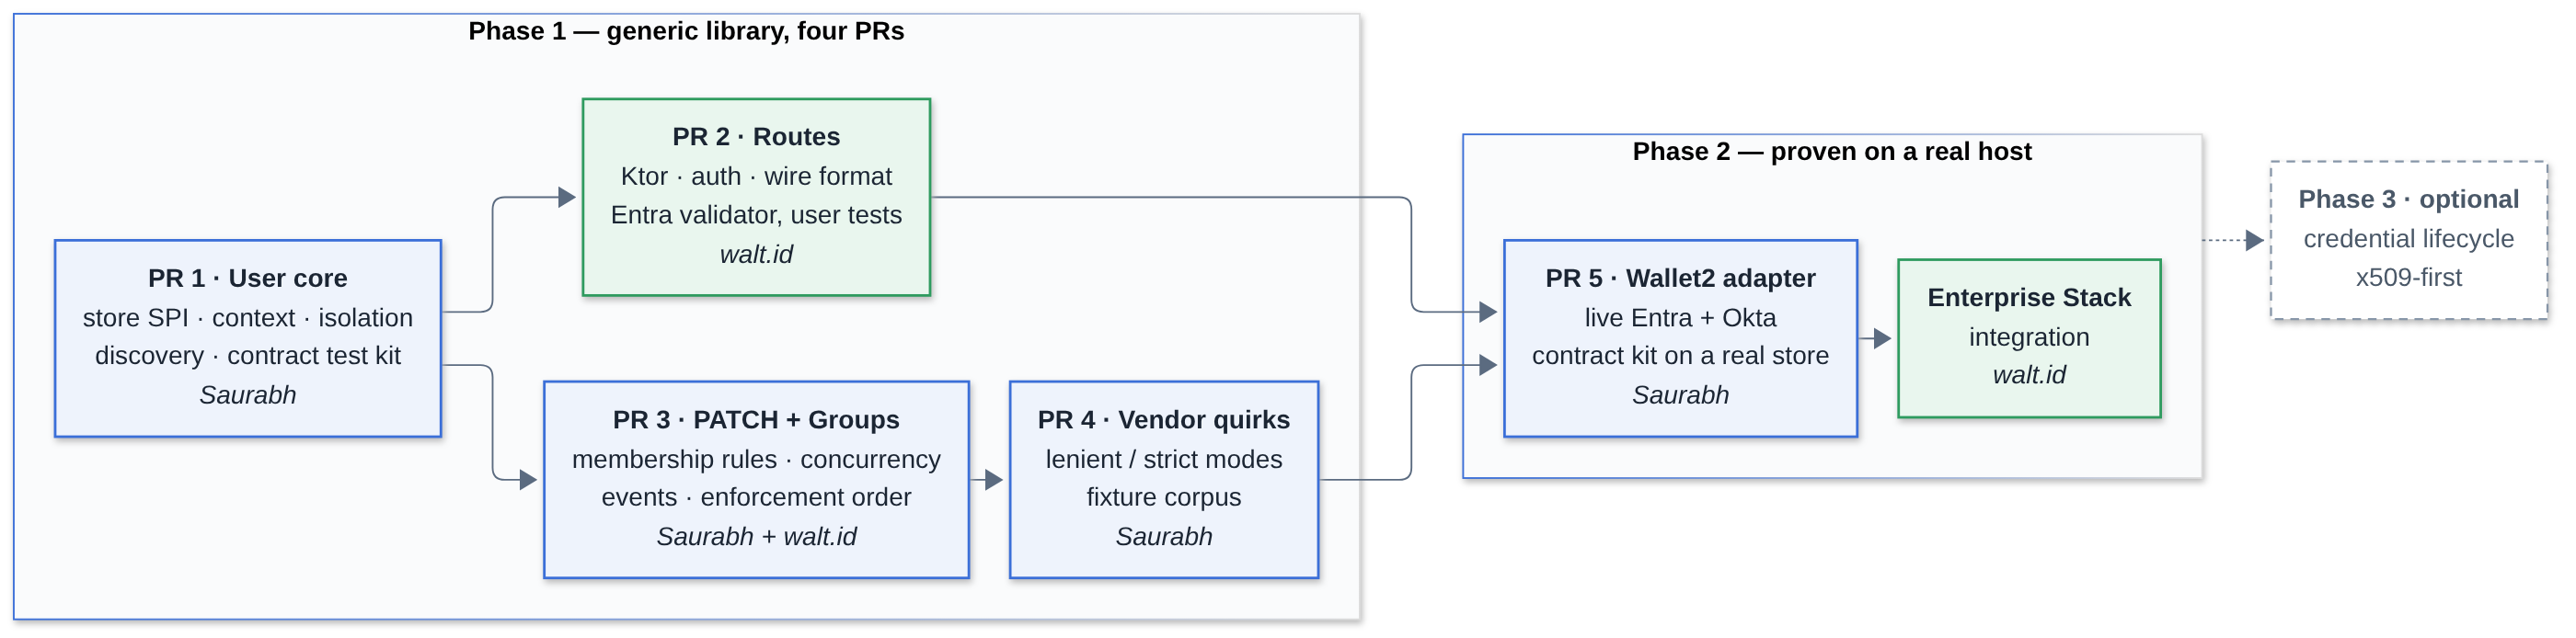 Phase 1 — generic library, four PRs
PR 1 · User core
store SPI · context · isolation
discovery · contract test kit
Saurabh
PR 2 · Routes
Ktor · auth · wire format
Entra validator, user tests
walt.id
PR 3 · PATCH + Groups
membership rules · concurrency
events · enforcement order
Saurabh + walt.id
PR 4 · Vendor quirks
lenient / strict modes
fixture corpus
Saurabh
Phase 2 — proven on a real host
PR 5 · Wallet2 adapter
live Entra + Okta
contract kit on a real store
Saurabh
Enterprise Stack
integration
walt.id
Phase 3 · optional
credential lifecycle
x509-first